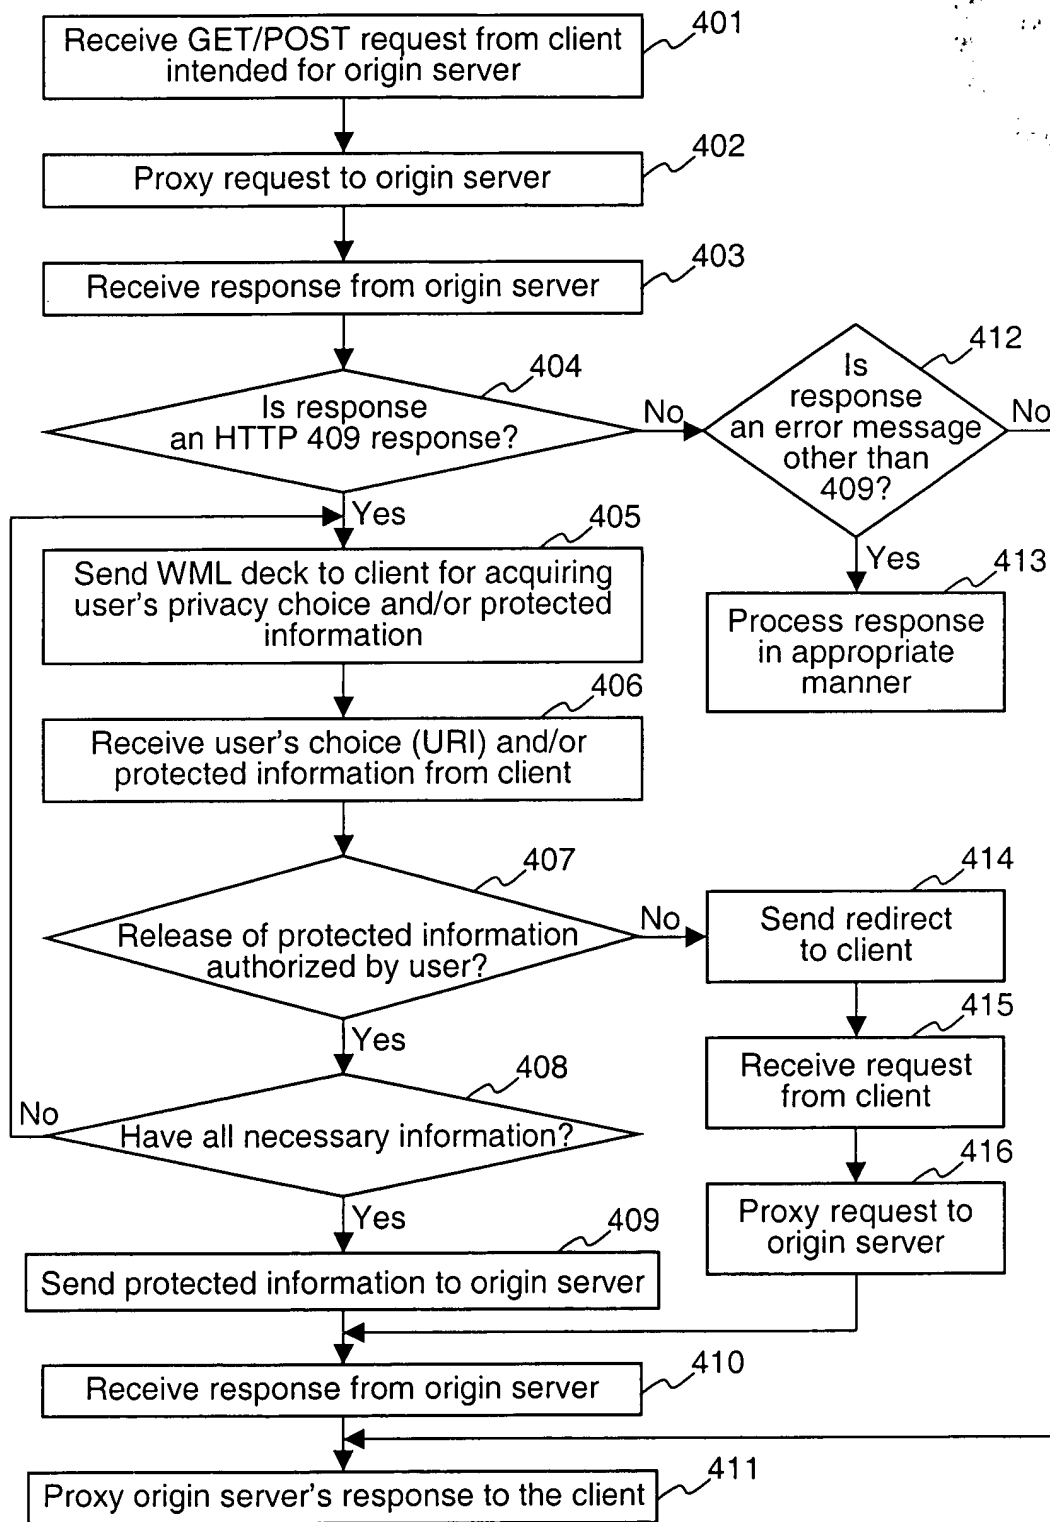 Receive GET/POST request from client
intended for origin server
401
Proxy request to origin server
402
Receive response from origin server
403
Is response
an HTTP 409 response?
404
No
Is
response
an error message
other than
409?
412
No
Yes
Yes
Send WML deck to client for acquiring
user's privacy choice and/or protected
information
405
Process response
in appropriate
manner
413
Receive user's choice (URI) and/or
protected information from client
406
Release of protected information
authorized by user?
407
No
Send redirect
to client
414
Yes
Receive request
from client
415
Have all necessary information?
408
No
Proxy request to
origin server
416
Yes
Send protected information to origin server
409
Receive response from origin server
410
Proxy origin server's response to the client
411